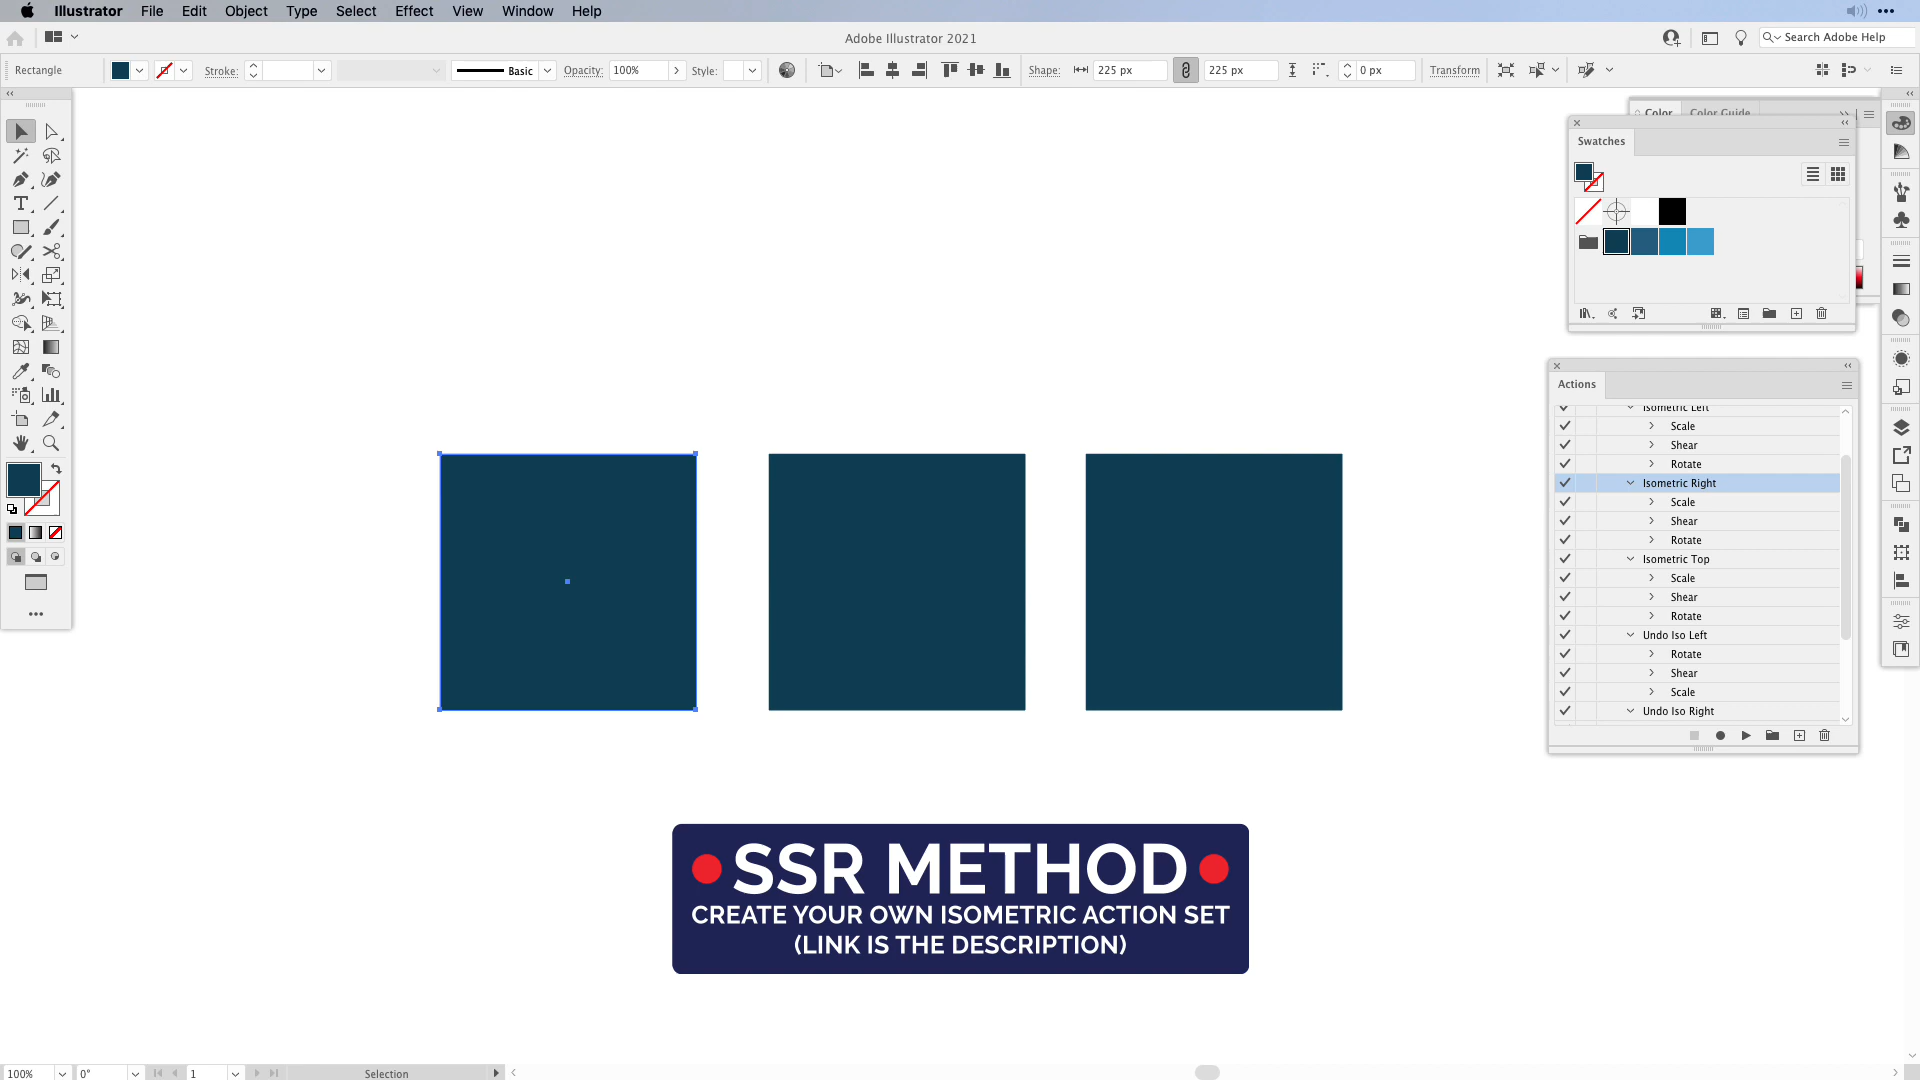 Illustrator File Edit Object Type Select Effect View Window Help
Adobe Illustrator 2021
Search Adobe Help
Rectangle Stroke: Basic Opacity: 100% Style: Shape: 225 px 225 px 0 px Transform
Color Color Guide
Swatches
Actions
Isometric Left
Scale
Shear
Rotate
Isometric Right
Scale
Shear
Rotate
Isometric Top
Scale
Shear
Rotate
Undo Iso Left
Rotate
Shear
Scale
Undo Iso Right
SSR METHOD
CREATE YOUR OWN ISOMETRIC ACTION SET
(LINK IS THE DESCRIPTION)
100% 0° 1 Selection